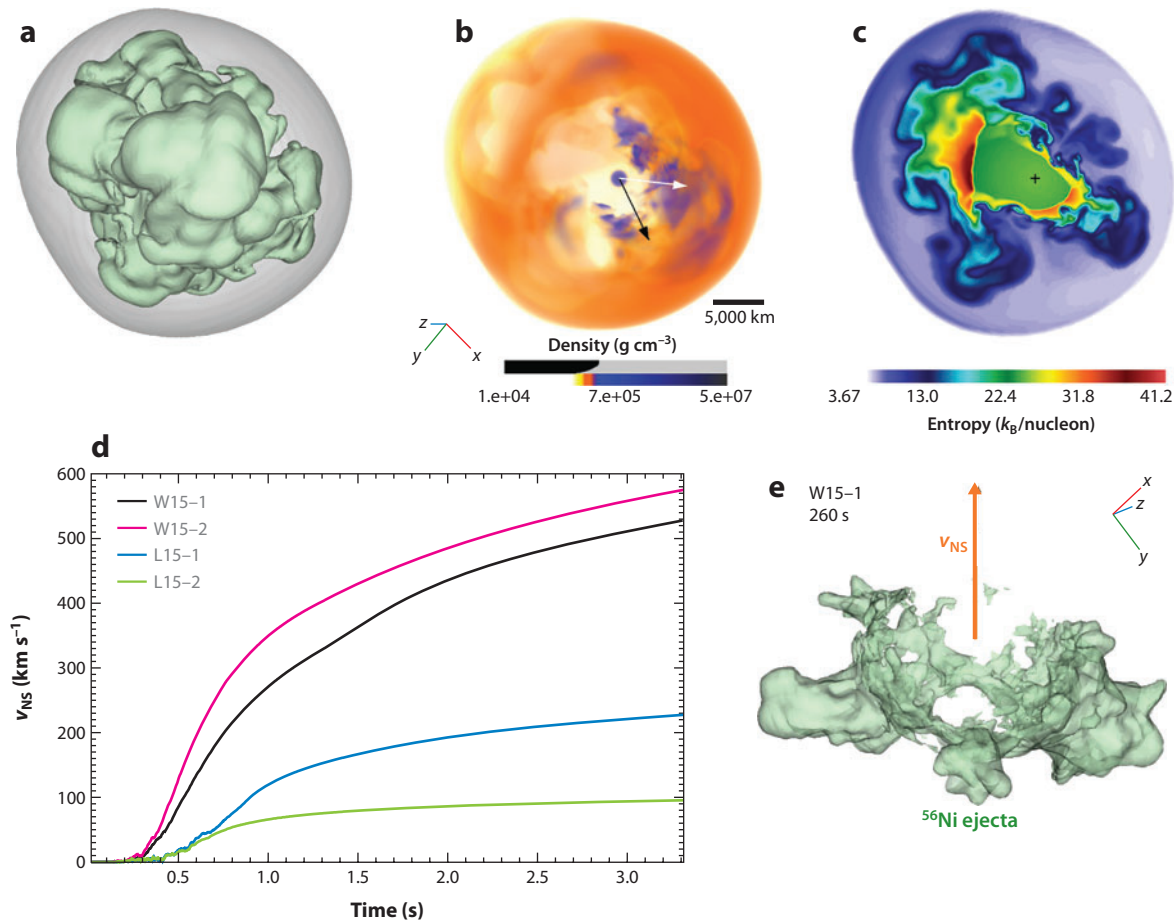 a
b
c
5,000 km
z
y
x
Density (g cm⁻³)
1.e+04
7.e+05
5.e+07
3.67
13.0
22.4
31.8
41.2
Entropy (k_B/nucleon)
d
600
500
400
300
200
100
0
v_NS (km s⁻¹)
W15–1
W15–2
L15–1
L15–2
0.5
1.0
1.5
2.0
2.5
3.0
Time (s)
e
W15–1
260 s
v_NS
x
z
y
⁵⁶Ni ejecta